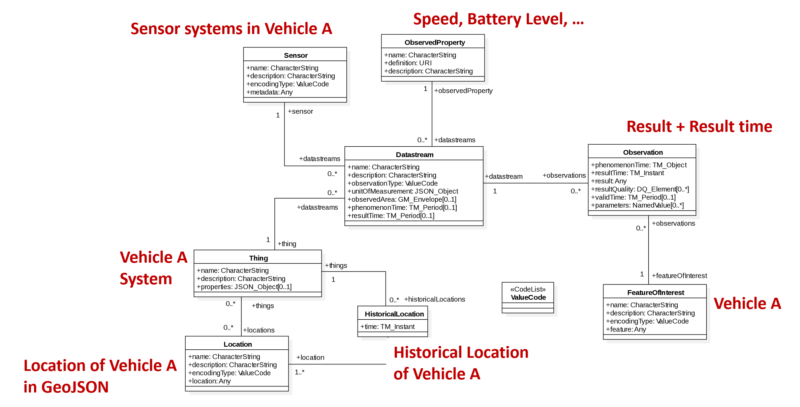 Speed, Battery Level, ...
Sensor systems in Vehicle A
ObservedProperty
+name: CharacterString
+definition: URI
+description: CharacterString
Sensor
+name: CharacterString
+description: CharacterString
+encodingType: ValueCode
+metadata: Any
1
+observedProperty
1
+sensor
Result + Result time
0..*
+datastreams
+datastreams
0..*
Datastream
+name: CharacterString
+description: CharacterString
+observationType: ValueCode
+unitOfMeasurement: JSON_Object
+observedArea: GM_Envelope[0..1]
+phenomenonTime: TM_Period[0..1]
+resultTime: TM_Period[0..1]
+datastream
1
+observations
0..*
Observation
+phenomenonTime: TM_Object
+resultTime: TM_Instant
+result: Any
+resultQuality: DQ_Element[0..*]
+validTime: TM_Period[0..1]
+parameters: NamedValue[0..*]
0..*
+datastreams
+observations
0..*
1
+thing
Vehicle A
System
Thing
+name: CharacterString
+description: CharacterString
+properties: JSON_Object[0..1]
+things
1
1
+featureOfInterest
0..*
+things
0..*
+historicalLocations
«CodeList»
ValueCode
FeatureOfInterest
+name: CharacterString
+description: CharacterString
+encodingType: ValueCode
+feature: Any
Vehicle A
HistoricalLocation
+time: TM_Instant
0..*
+locations
Location
+name: CharacterString
+description: CharacterString
+encodingType: ValueCode
+location: Any
+location
1..*
Location of Vehicle A
in GeoJSON
Historical Location
of Vehicle A